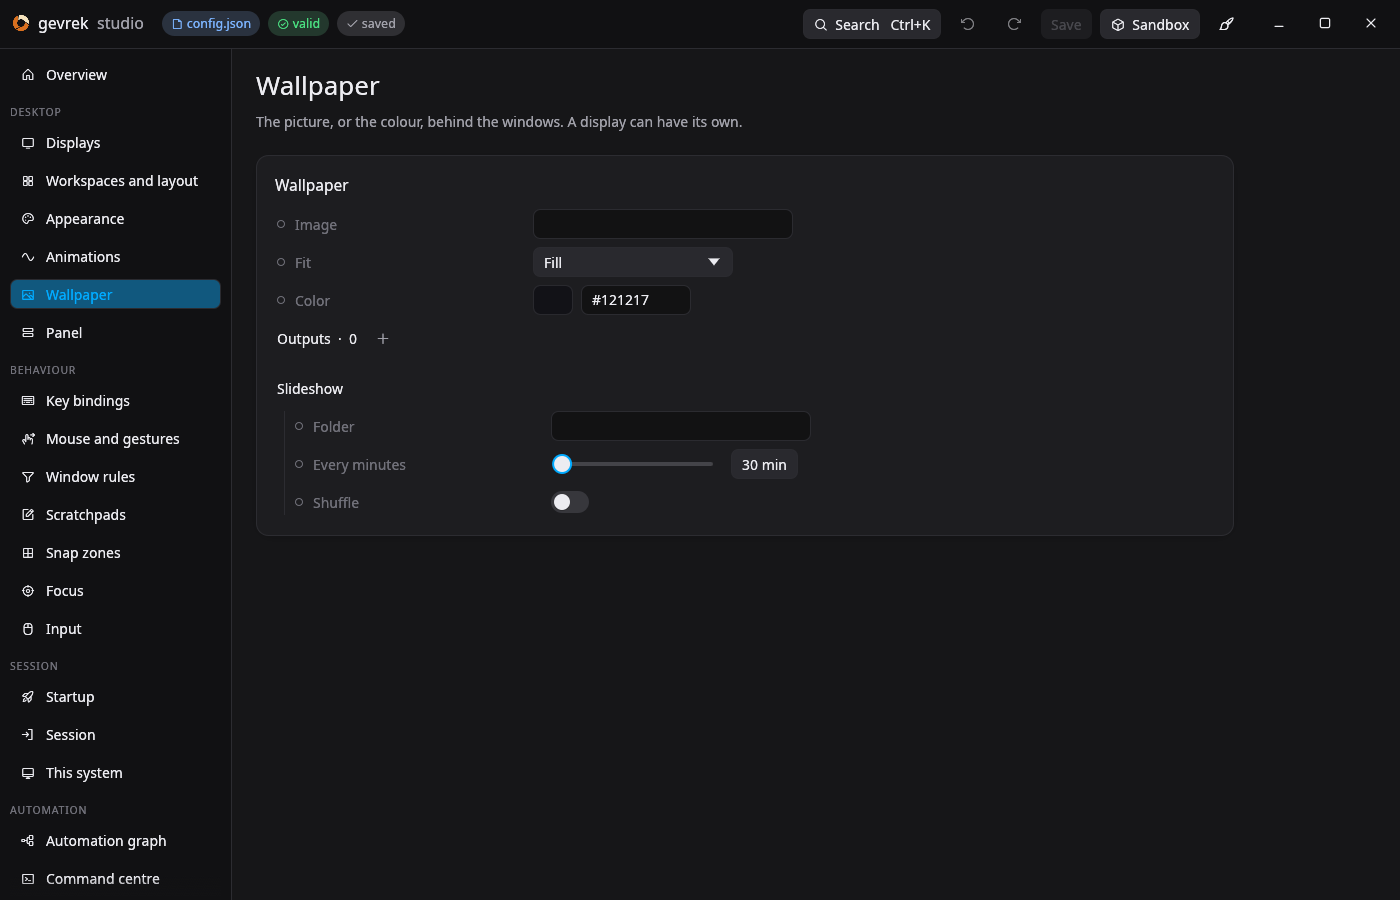 gevrek studio config.json valid saved Search Ctrl+K Save Sandbox
Overview
DESKTOP
Displays
Workspaces and layout
Appearance
Animations
Wallpaper
Panel
BEHAVIOUR
Key bindings
Mouse and gestures
Window rules
Scratchpads
Snap zones
Focus
Input
SESSION
Startup
Session
This system
AUTOMATION
Automation graph
Command centre
Wallpaper
The picture, or the colour, behind the windows. A display can have its own.
Wallpaper
Image
Fit Fill
Color #121217
Outputs · 0 +
Slideshow
Folder
Every minutes 30 min
Shuffle